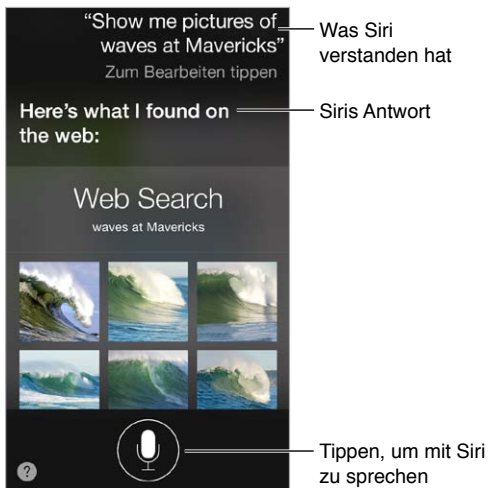 “Show me pictures of
waves at Mavericks”
Zum Bearbeiten tippen
Was Siri
verstanden hat
Here’s what I found on
the web:
Siris Antwort
Web Search
waves at Mavericks
Tippen, um mit Siri
zu sprechen
?